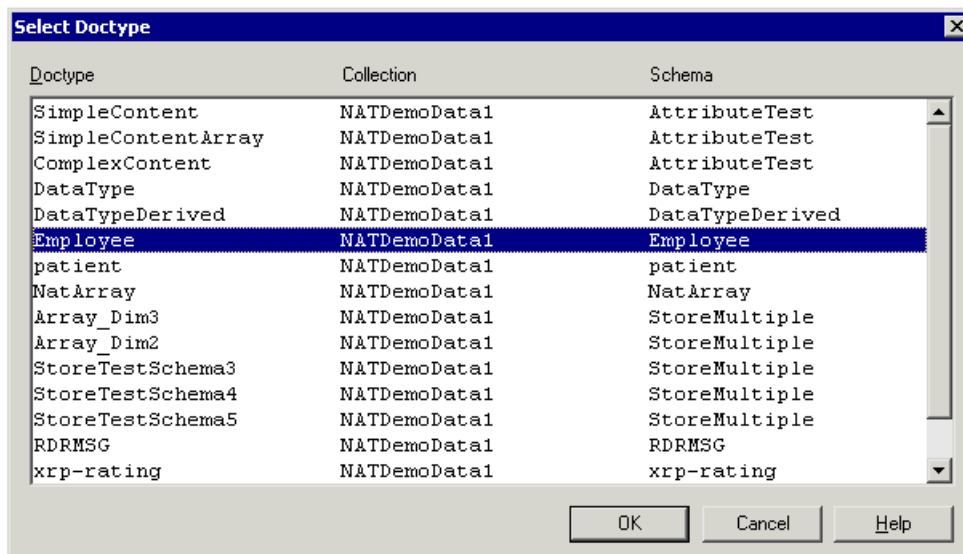 Select Doctype
Doctype Collection Schema
SimpleContent NATDemoData1 AttributeTest
SimpleContentArray NATDemoData1 AttributeTest
ComplexContent NATDemoData1 AttributeTest
DataType NATDemoData1 DataType
DataTypeDerived NATDemoData1 DataTypeDerived
Employee NATDemoData1 Employee
patient NATDemoData1 patient
NatArray NATDemoData1 NatArray
Array_Dim3 NATDemoData1 StoreMultiple
Array_Dim2 NATDemoData1 StoreMultiple
StoreTestSchema3 NATDemoData1 StoreMultiple
StoreTestSchema4 NATDemoData1 StoreMultiple
StoreTestSchema5 NATDemoData1 StoreMultiple
RDRMSG NATDemoData1 RDRMSG
xrp-rating NATDemoData1 xrp-rating
OK Cancel Help